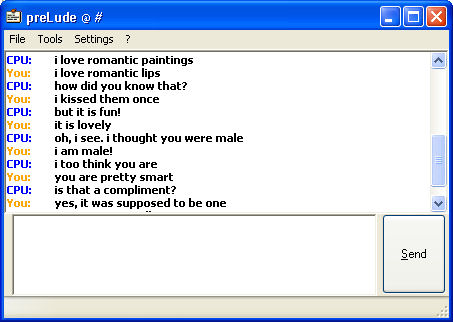 preLude @ #
File Tools Settings ?
CPU: i love romantic paintings
You: i love romantic lips
CPU: how did you know that?
You: i kissed them once
CPU: but it is fun!
You: it is lovely
CPU: oh, i see. i thought you were male
You: i am male!
CPU: i too think you are
You: you are pretty smart
CPU: is that a compliment?
You: yes, it was supposed to be one
Send